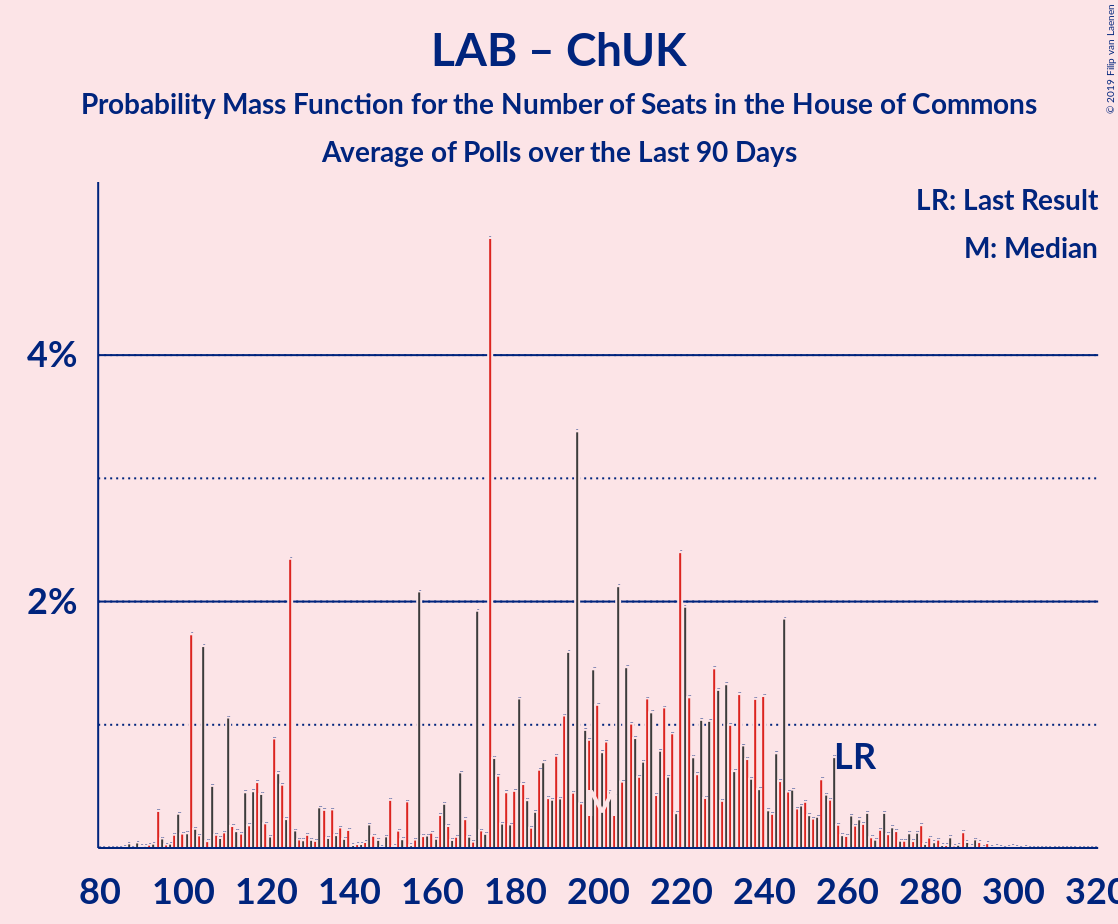 LAB – ChUK
Probability Mass Function for the Number of Seats in the House of Commons
Average of Polls over the Last 90 Days
© 2019 Filip van Laenen
LR: Last Result
M: Median
4%
2%
LR
M
80 100 120 140 160 180 200 220 240 260 280 300 320